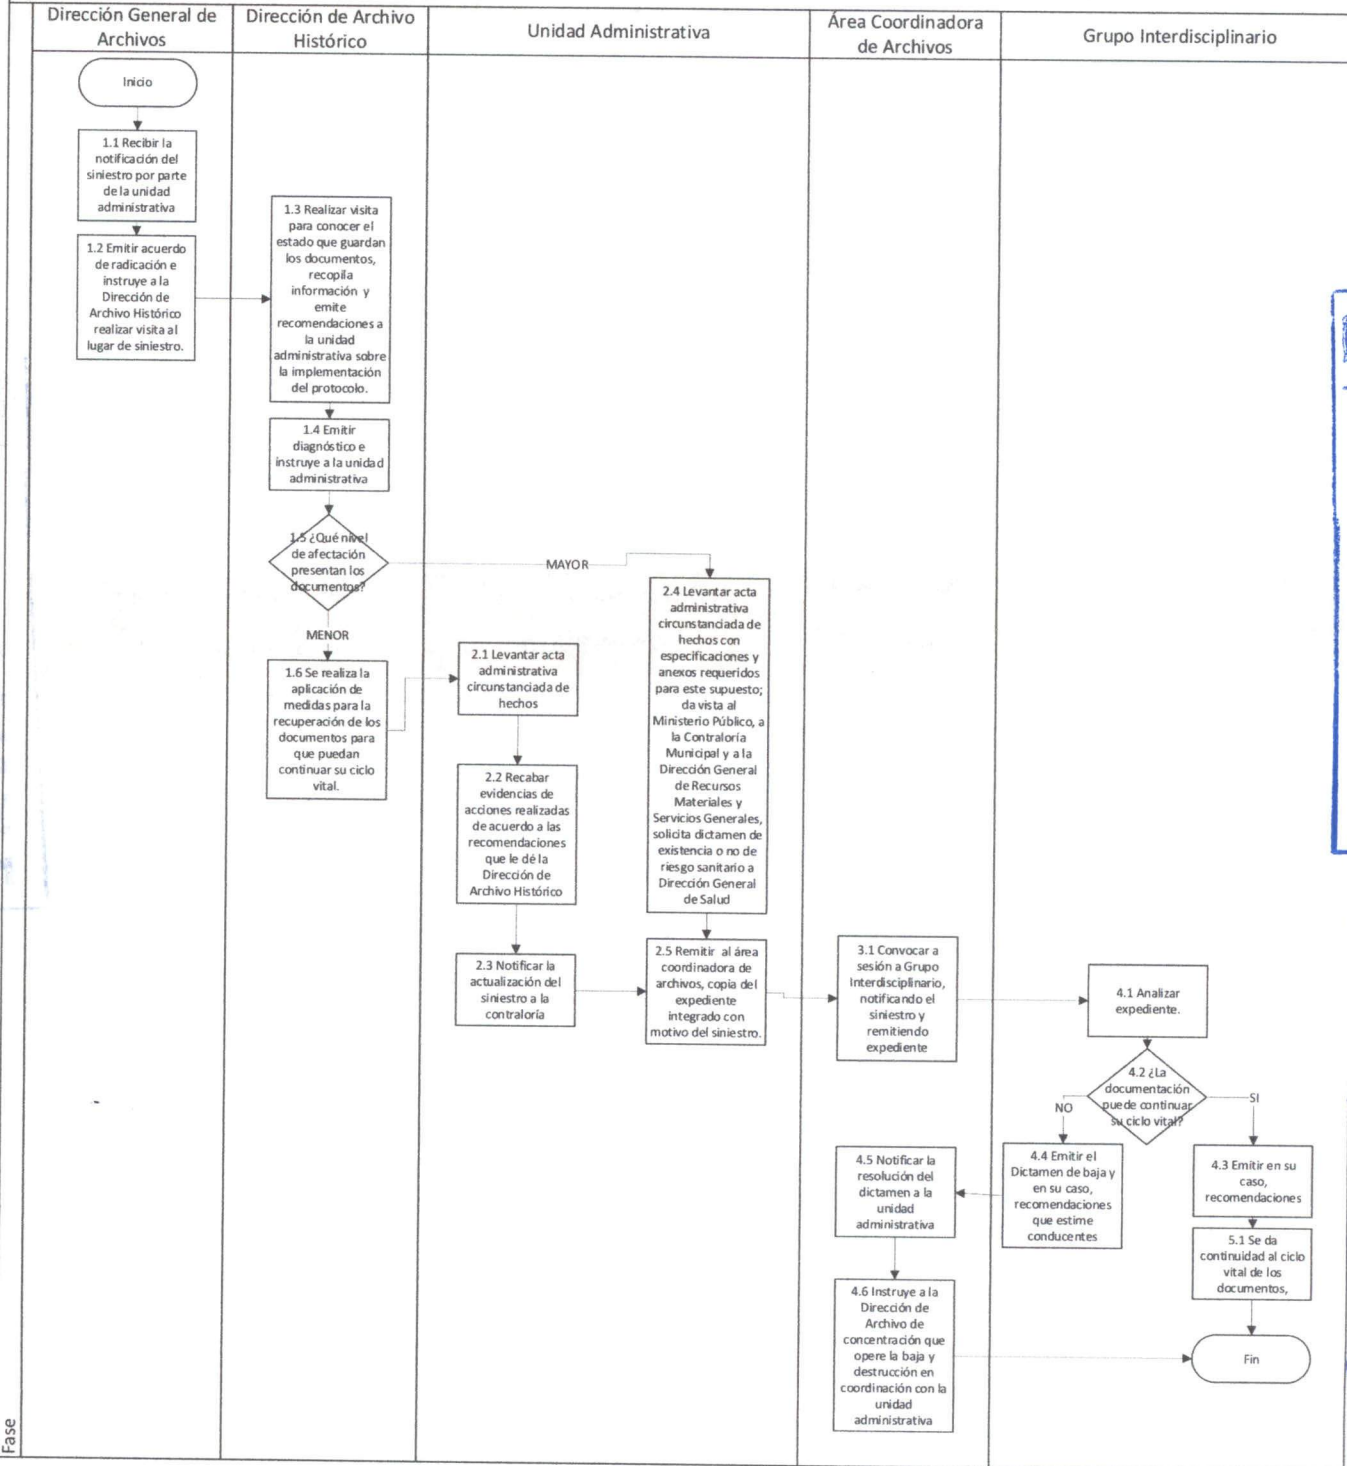 Dirección General de
Archivos
Dirección de Archivo
Histórico
Unidad Administrativa
Área Coordinadora
de Archivos
Grupo Interdisciplinario
Inicio
1.1 Recibir la
notificación del
siniestro por parte
de la unidad
administrativa
1.2 Emitir acuerdo
de radicación e
instruye a la
Dirección de
Archivo Histórico
realizar visita al
lugar de siniestro.
1.3 Realizar visita
para conocer el
estado que guardan
los documentos,
recopila
información y
emite
recomendaciones a
la unidad
administrativa sobre
la implementación
del protocolo.
1.4 Emitir
diagnóstico e
instruye a la unidad
administrativa
1.5 ¿Qué nivel
de afectación
presentan los
documentos?
MAYOR
MENOR
1.6 Se realiza la
aplicación de
medidas para la
recuperación de los
documentos para
que puedan
continuar su ciclo
vital.
2.1 Levantar acta
administrativa
circunstanciada de
hechos
2.2 Recabar
evidencias de
acciones realizadas
de acuerdo a las
recomendaciones
que le dé la
Dirección de
Archivo Histórico
2.3 Notificar la
actualización del
siniestro a la
contraloría
2.4 Levantar acta
administrativa
circunstanciada de
hechos con
especificaciones y
anexos requeridos
para este supuesto;
da vista al
Ministerio Público, a
la Contraloría
Municipal y a la
Dirección General
de Recursos
Materiales y
Servicios Generales,
solicita dictamen de
existencia o no de
riesgo sanitario a
Dirección General
de Salud
2.5 Remitir al área
coordinadora de
archivos, copia del
expediente
integrado con
motivo del siniestro.
3.1 Convocar a
sesión a Grupo
Interdisciplinario,
notificando el
siniestro y
remitiendo
expediente
4.1 Analizar
expediente.
4.2 ¿La
documentación
puede continuar
su ciclo vital?
NO
SI
4.5 Notificar la
resolución del
dictamen a la
unidad
administrativa
4.4 Emitir el
Dictamen de baja y
en su caso,
recomendaciones
que estime
conducentes
4.3 Emitir en su
caso,
recomendaciones
5.1 Se da
continuidad al ciclo
vital de los
documentos,
4.6 Instruye a la
Dirección de
Archivo de
concentración que
opere la baja y
destrucción en
coordinación con la
unidad
administrativa
Fin
Fase